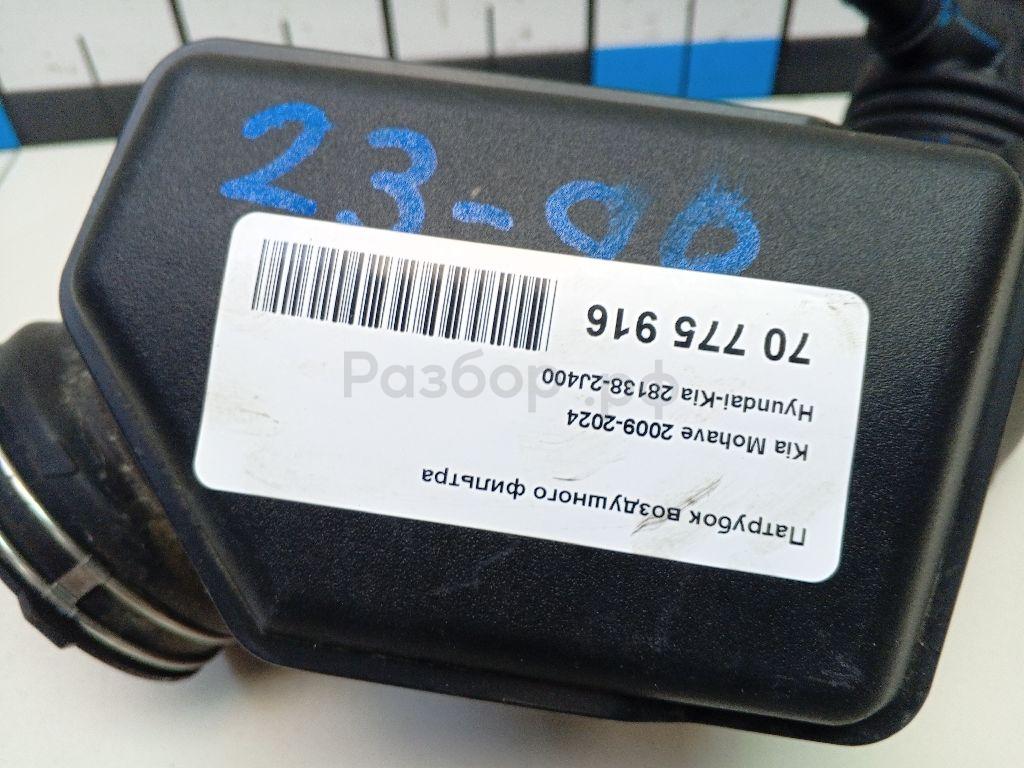 23-90
Патрубок воздушного фильтра
Kia Mohave 2009-2024
Hyundai-Kia 28138-2J400
70 775 916
Разбор.рф